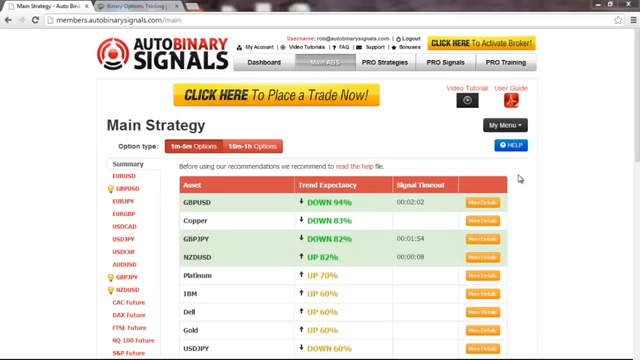 Main Strategy - Auto Bina
Binary Options Tracking |
members.autobinarysignals.com/main
AUTOBINARY
SIGNALS
Username: rob@autobinarysignals.com
Logout
My Account
Video Tutorials
FAQ
Support
Bonuses
CLICK HERE To Activate Broker!
Dashboard
Main ABS
PRO Strategies
PRO Signals
PRO Training
CLICK HERE To Place a Trade Now!
Video Tutorial
User Guide
Main Strategy
My Menu
Option type:
1m-5m Options
15m-1h Options
HELP
Summary
Before using our recommendations we recommend to read the help file.
EURUSD
GBPUSD
EURJPY
EURGBP
USDCAD
USDJPY
USDCHF
AUDUSD
GBPJPY
NZDUSD
CAC Future
DAX Future
FTSE Future
NQ 100 Future
S&P Future
Asset Trend Expectancy Signal Timeout
GBPUSD DOWN 94% 00:02:02 More Details
Copper DOWN 83% More Details
GBPJPY DOWN 82% 00:01:54 More Details
NZDUSD UP 82% 00:00:08 More Details
Platinum UP 70% More Details
IBM UP 60% More Details
Dell UP 60% More Details
Gold UP 60% More Details
USDJPY DOWN 60% More Details